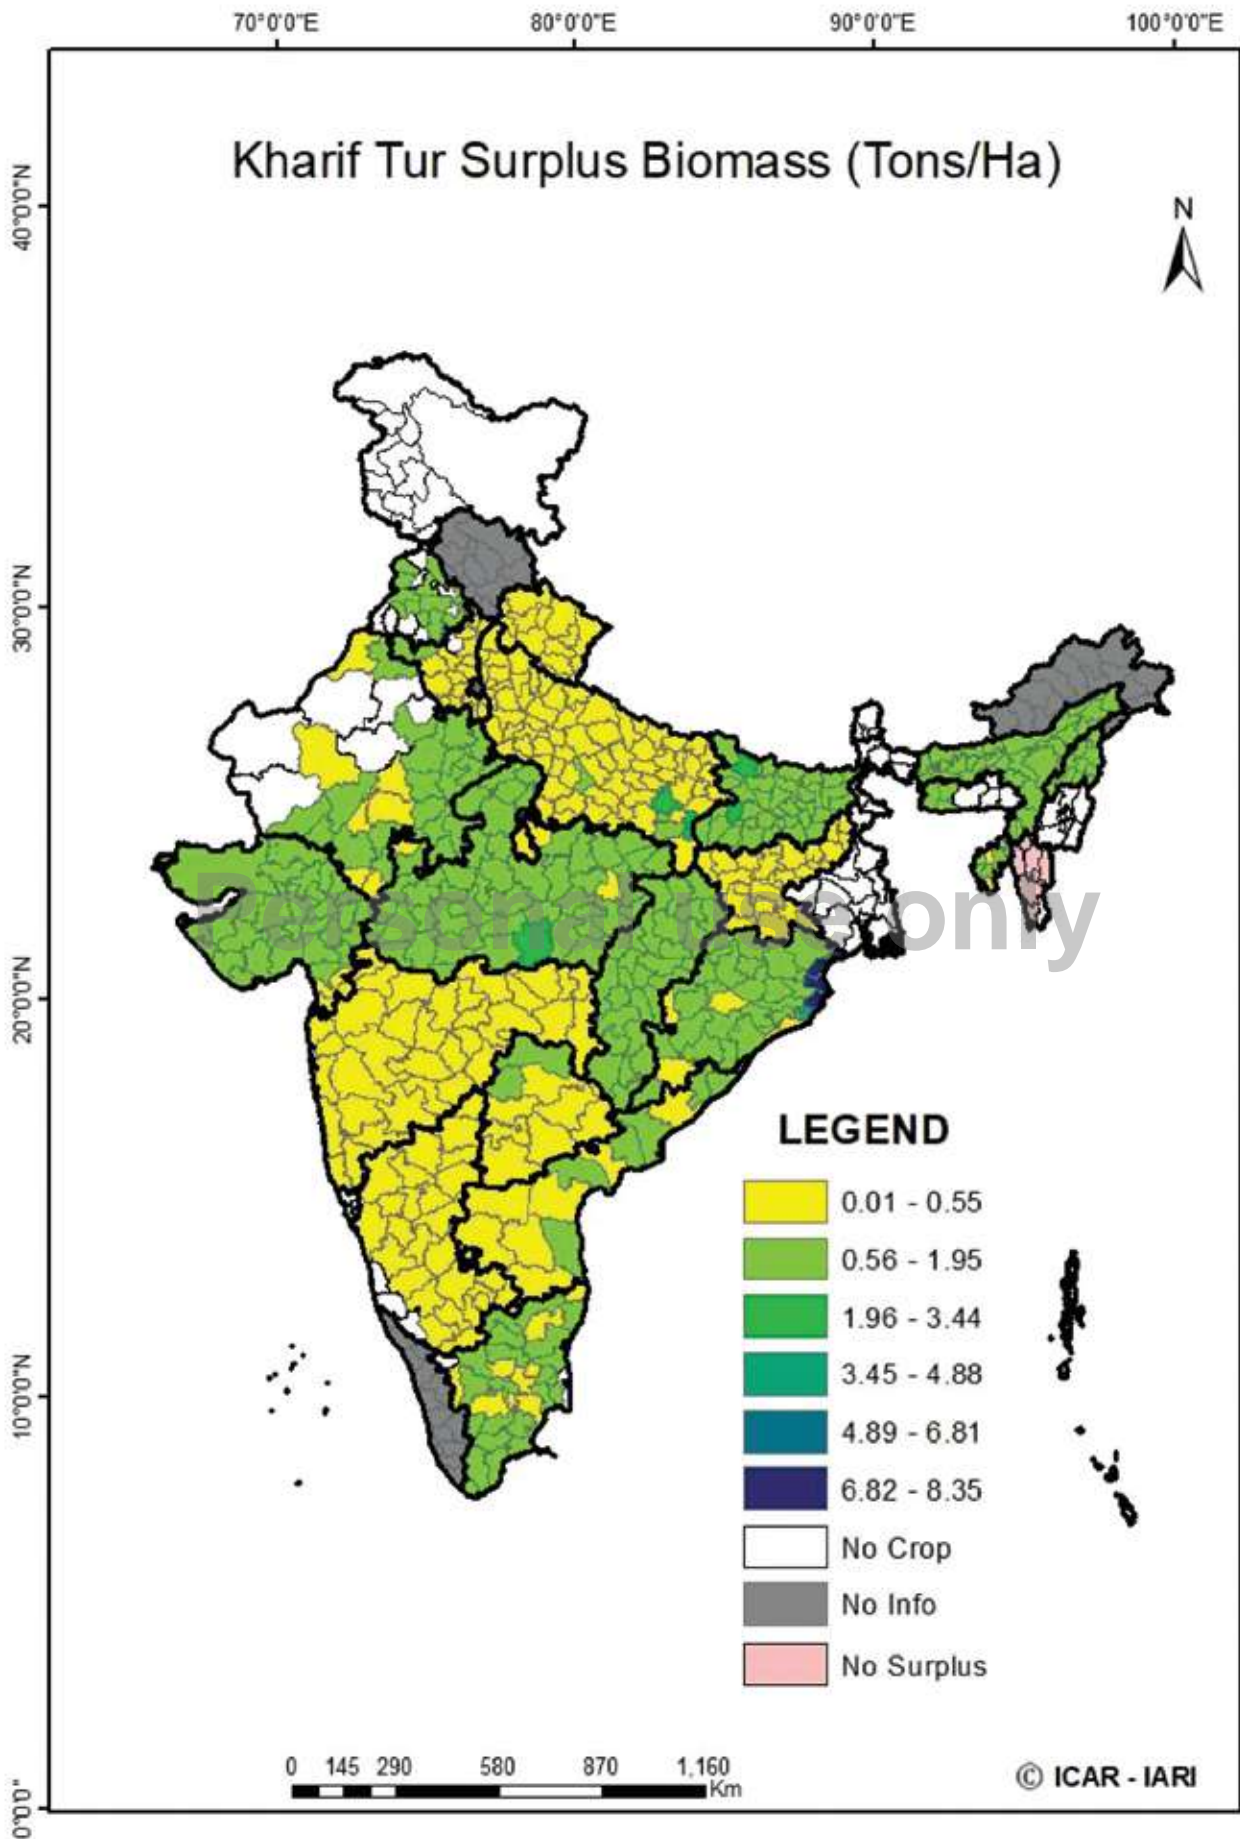 70°0'0"E 80°0'0"E 90°0'0"E 100°0'0"E
Kharif Tur Surplus Biomass (Tons/Ha)
N
40°0'0"N
30°0'0"N
20°0'0"N
10°0'0"N
0°0'0"
Personal use only
LEGEND
0.01 - 0.55
0.56 - 1.95
1.96 - 3.44
3.45 - 4.88
4.89 - 6.81
6.82 - 8.35
No Crop
No Info
No Surplus
0 145 290 580 870 1,160
Km
© ICAR - IARI